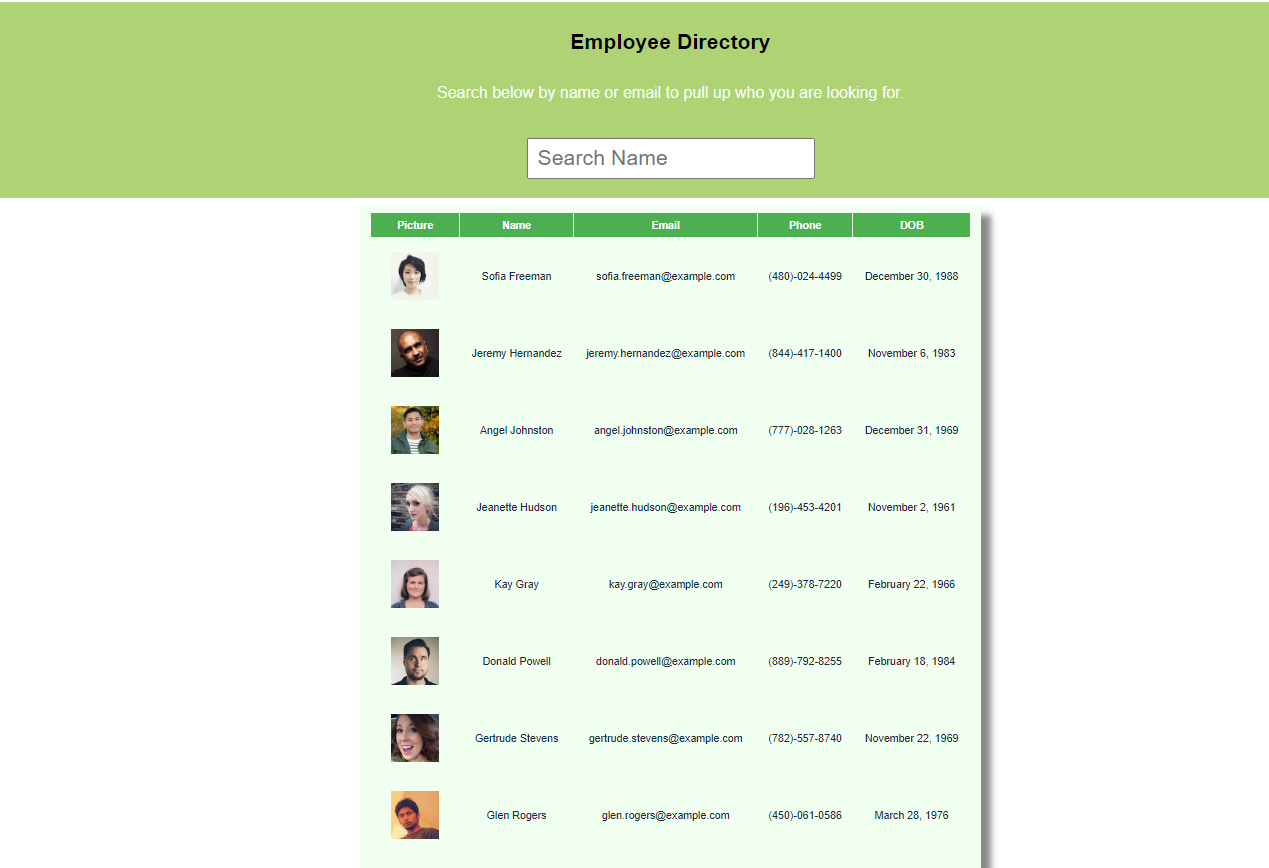 Employee Directory
Search below by name or email to pull up who you are looking for.
Search Name
Picture Name Email Phone DOB
Sofia Freeman sofia.freeman@example.com (480)-024-4499 December 30, 1988
Jeremy Hernandez jeremy.hernandez@example.com (844)-417-1400 November 6, 1983
Angel Johnston angel.johnston@example.com (777)-028-1263 December 31, 1969
Jeanette Hudson jeanette.hudson@example.com (196)-453-4201 November 2, 1961
Kay Gray kay.gray@example.com (249)-378-7220 February 22, 1966
Donald Powell donald.powell@example.com (889)-792-8255 February 18, 1984
Gertrude Stevens gertrude.stevens@example.com (782)-557-8740 November 22, 1969
Glen Rogers glen.rogers@example.com (450)-061-0586 March 28, 1976